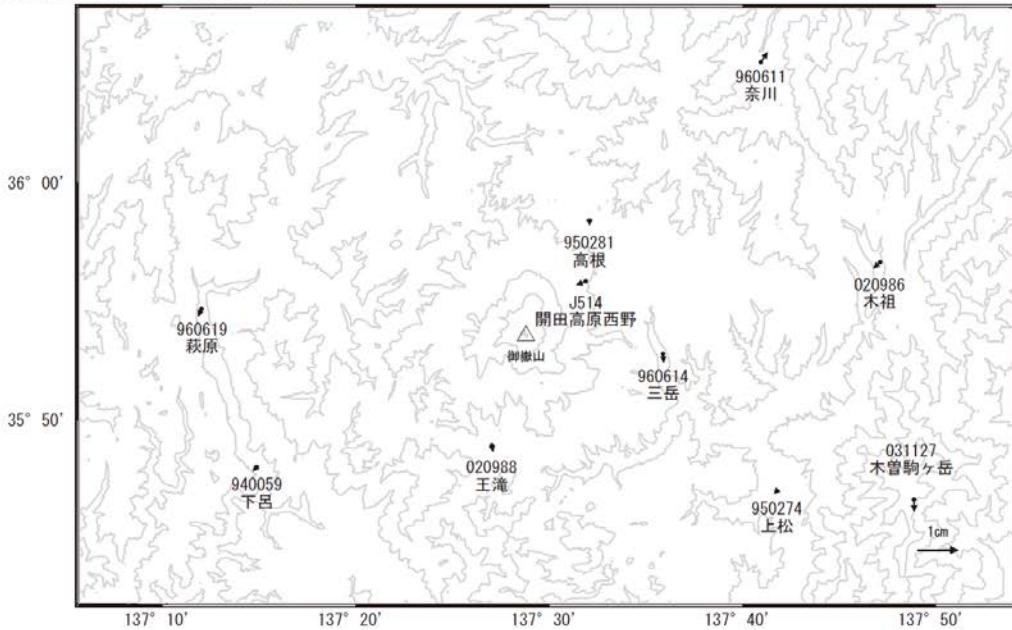 960611
奈川
36° 00'
950281
高根
020986
木祖
J514
開田高原西野
960619
萩原
御嶽山
960614
三岳
35° 50'
031127
木曽駒ヶ岳
020988
王滝
940059
下呂
950274
上松
1cm
137° 10'
137° 20'
137° 30'
137° 40'
137° 50'